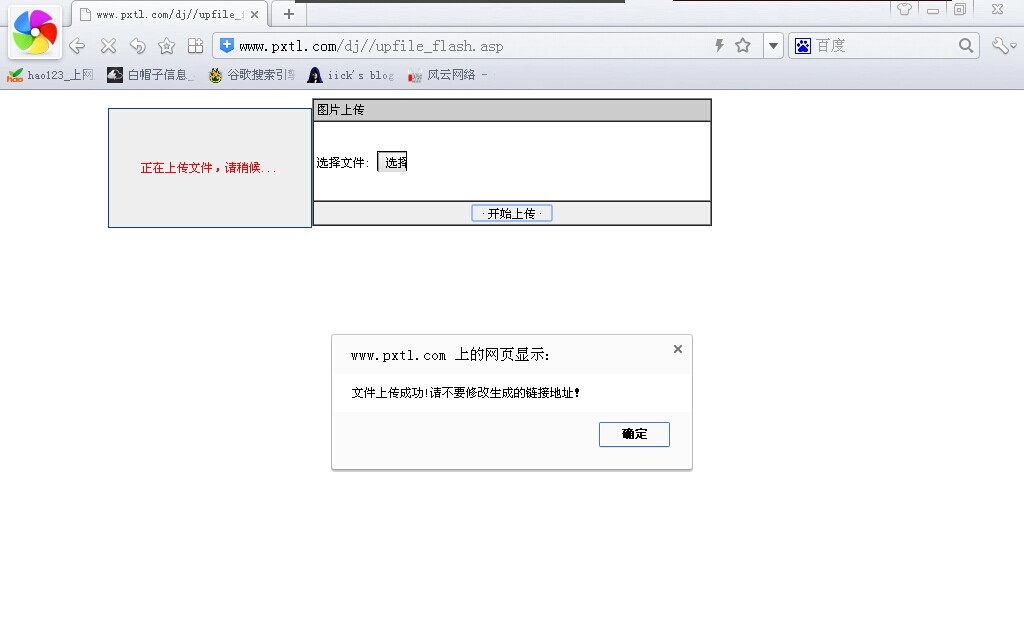 www.pxtl.com/dj//upfile_
www.pxtl.com/dj//upfile_flash.asp
百度
hao123_上网
白帽子信息_
谷歌搜索引擎
iick's blog
风云网络 -
图片上传
正在上传文件，请稍候...
选择文件:
选择
·开始上传·
www.pxtl.com 上的网页显示:
文件上传成功!请不要修改生成的链接地址!
确定